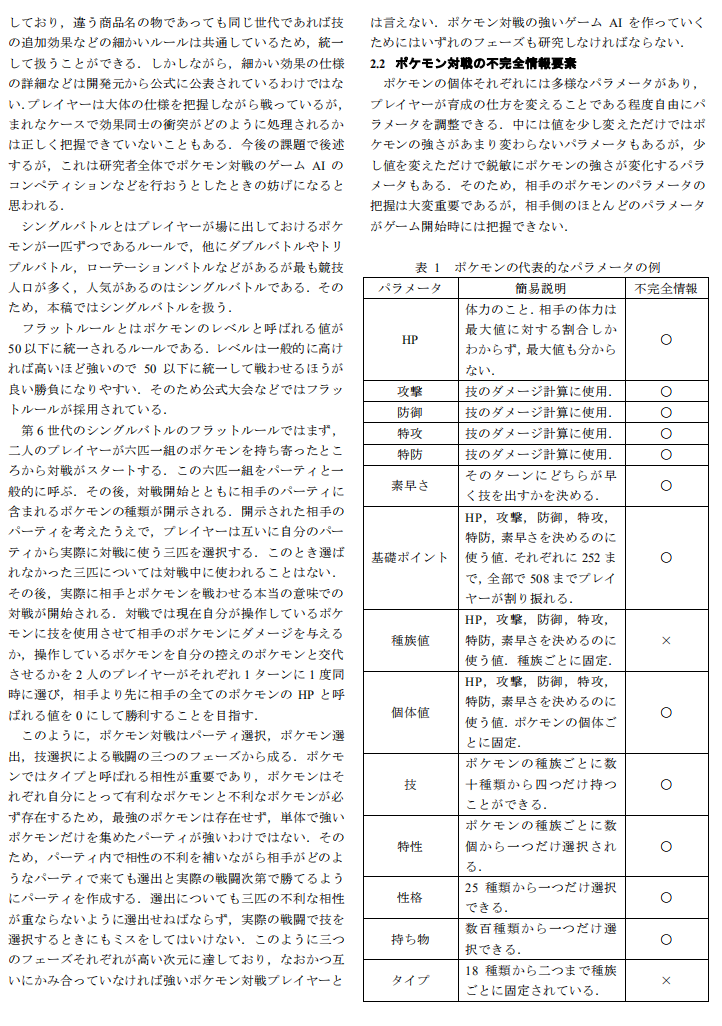 しており，違う商品名の物であっても同じ世代であれば技
の追加効果などの細かいルールは共通しているため，統一
して扱うことができる．しかしながら，細かい効果の仕様
の詳細などは開発元から公式に公表されているわけではな
い．プレイヤーは大体の仕様を把握しながら戦っているが，
まれなケースで効果同士の衝突がどのように処理されるか
は正しく把握できていないこともある．今後の課題で後述
するが，これは研究者全体でポケモン対戦のゲーム AI の
コンペティションなどを行おうとしたときの妨げになると
思われる．
シングルバトルとはプレイヤーが場に出しておけるポケ
モンが一匹ずつであるルールで，他にダブルバトルやトリ
プルバトル，ローテーションバトルなどがあるが最も競技
人口が多く，人気があるのはシングルバトルである．その
ため，本稿ではシングルバトルを扱う．
フラットルールとはポケモンのレベルと呼ばれる値が
50 以下に統一されるルールである．レベルは一般的に高け
れば高いほど強いので 50 以下に統一して戦わせるほうが
良い勝負になりやすい．そのため公式大会などではフラッ
トルールが採用されている．
第 6 世代のシングルバトルのフラットルールではまず，
二人のプレイヤーが六匹一組のポケモンを持ち寄ったとこ
ろから対戦がスタートする．この六匹一組をパーティと一
般的に呼ぶ．その後，対戦開始とともに相手のパーティに
含まれるポケモンの種類が開示される．開示された相手の
パーティを考えたうえで，プレイヤーは互いに自分のパー
ティから実際に対戦に使う三匹を選択する．このとき選ば
れなかった三匹については対戦中に使われることはない．
その後，実際に相手とポケモンを戦わせる本当の意味での
対戦が開始される．対戦では現在自分が操作しているポケ
モンに技を使用させて相手のポケモンにダメージを与える
か，操作しているポケモンを自分の控えのポケモンと交代
させるかを 2 人のプレイヤーがそれぞれ 1 ターンに 1 度同
時に選び，相手より先に相手の全てのポケモンの HP と呼
ばれる値を 0 にして勝利することを目指す．
このように，ポケモン対戦はパーティ選択，ポケモン選
出，技選択による戦闘の三つのフェーズから成る．ポケモ
ンではタイプと呼ばれる相性が重要であり，ポケモンはそ
れぞれ自分にとって有利なポケモンと不利なポケモンが必
ず存在するため，最強のポケモンは存在せず，単体で強い
ポケモンだけを集めたパーティが強いわけではない．その
ため，パーティ内で相性の不利を補いながら相手がどのよ
うなパーティで来ても選出と実際の戦闘次第で勝てるよう
にパーティを作成する．選出についても三匹の不利な相性
が重ならないように選出せねばならず，実際の戦闘で技を
選択するときにもミスをしてはいけない．このように三つ
のフェーズそれぞれが高い次元に達しており，なおかつ互
いにかみ合っていなければ強いポケモン対戦プレイヤーと
は言えない．ポケモン対戦の強いゲーム AI を作っていく
ためにはいずれのフェーズも研究しなければならない．
2.2 ポケモン対戦の不完全情報要素
ポケモンの個体それぞれには多様なパラメータがあり，
プレイヤーが育成の仕方を変えることである程度自由にパ
ラメータを調整できる．中には値を少し変えただけではポ
ケモンの強さがあまり変わらないパラメータもあるが，少
し値を変えただけで鋭敏にポケモンの強さが変化するパラ
メータもある．そのため，相手のポケモンのパラメータの
把握は大変重要であるが，相手側のほとんどのパラメータ
がゲーム開始時には把握できない．
表 1 ポケモンの代表的なパラメータの例
パラメータ 簡易説明 不完全情報
体力のこと．相手の体力は
最大値に対する割合しか
HP わからず，最大値も分から ○
ない．
攻撃 技のダメージ計算に使用． ○
防御 技のダメージ計算に使用． ○
特攻 技のダメージ計算に使用． ○
特防 技のダメージ計算に使用． ○
素早さ そのターンにどちらが早 ○
く技を出すかを決める．
HP，攻撃，防御，特攻，
特防，素早さを決めるのに
基礎ポイント 使う値．それぞれに 252 ま ○
で，全部で 508 までプレイ
ヤーが割り振れる．
HP，攻撃，防御，特攻，
種族値 特防，素早さを決めるのに ×
使う値．種族ごとに固定．
HP，攻撃，防御，特攻，
特防，素早さを決めるのに
個体値 使う値．ポケモンの個体ご ○
とに固定．
ポケモンの種族ごとに数
技 十種類から四つだけ持つ ○
ことができる．
ポケモンの種族ごとに数
特性 個から一つだけ選択され ○
る．
性格 25 種類から一つだけ選択 ○
できる．
持ち物 数百種類から一つだけ選 ○
択できる．
タイプ 18 種類から二つまで種族 ×
ごとに固定されている．